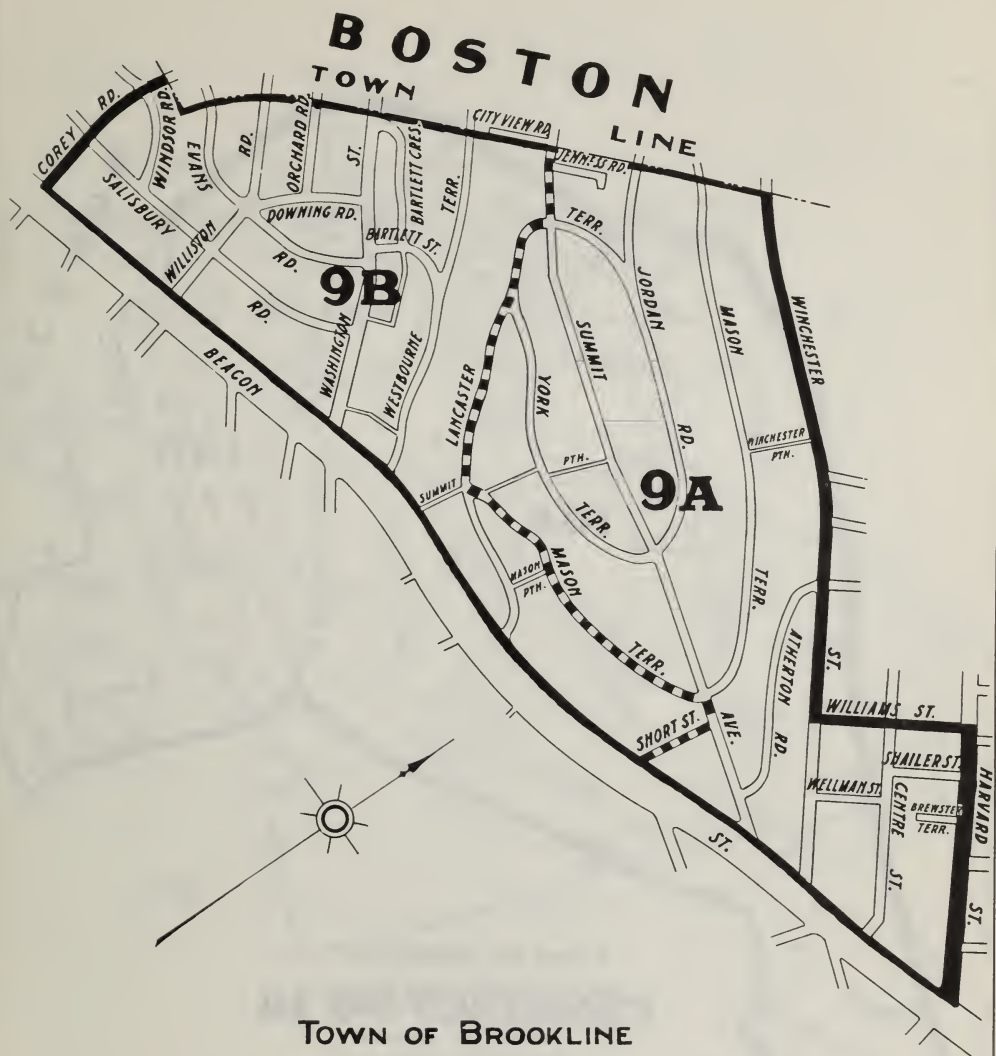 BOSTON
TOWN
LINE
CITY VIEW RD.
JENNESS RD.
COREY RD.
WINDSOR RD.
EVANS RD.
ORCHARD RD.
ST.
BARTLETT CRES.
TERR.
SALISBURY
WILLISTON
DOWNING RD.
BARTLETT ST.
RD.
RD.
9B
WASHINGTON
WESTBOURNE
BEACON
LANCASTER
TERR.
JORDAN
SUMMIT
YORK
MASON
WINCHESTER
WINCHESTER
PTH.
RD.
PTH.
9A
SUMMIT
TERR.
MASON
MASON
PTH.
TERR.
TERR.
ATHERTON
RD.
ST.
SHORT ST.
AVE.
WILLIAMS ST.
SHAILER ST.
HARVARD
WELLMAN ST.
CENTRE
BREWSTER
TERR.
ST.
ST.
ST.
TOWN OF BROOKLINE